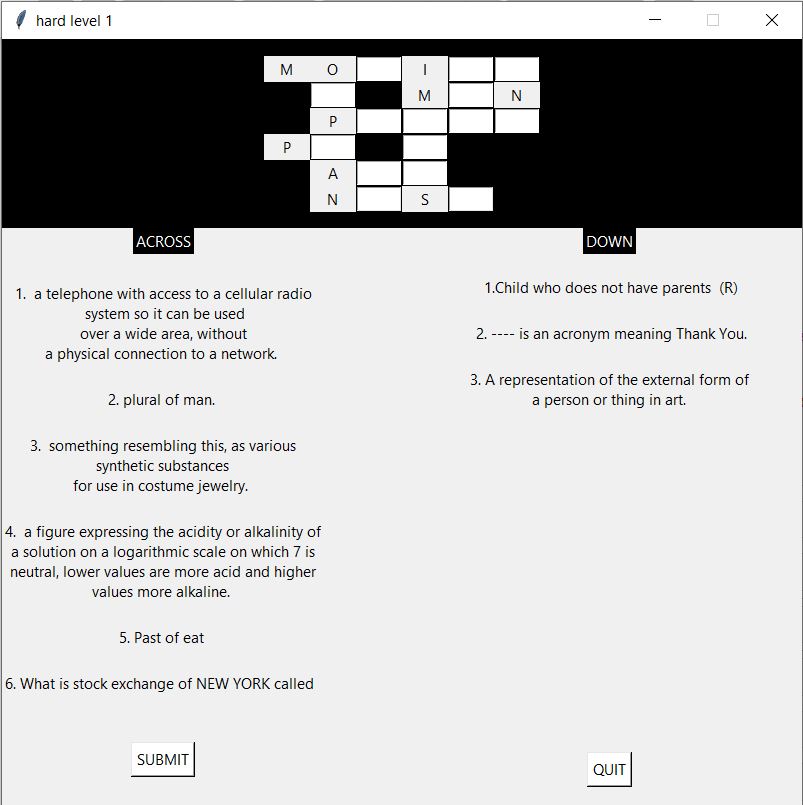 hard level 1
M O I
M N
P
P
A
N S
ACROSS
1. a telephone with access to a cellular radio
system so it can be used
over a wide area, without
a physical connection to a network.
2. plural of man.
3. something resembling this, as various
synthetic substances
for use in costume jewelry.
4. a figure expressing the acidity or alkalinity of
a solution on a logarithmic scale on which 7 is
neutral, lower values are more acid and higher
values more alkaline.
5. Past of eat
6. What is stock exchange of NEW YORK called
DOWN
1.Child who does not have parents (R)
2. ---- is an acronym meaning Thank You.
3. A representation of the external form of
a person or thing in art.
SUBMIT
QUIT